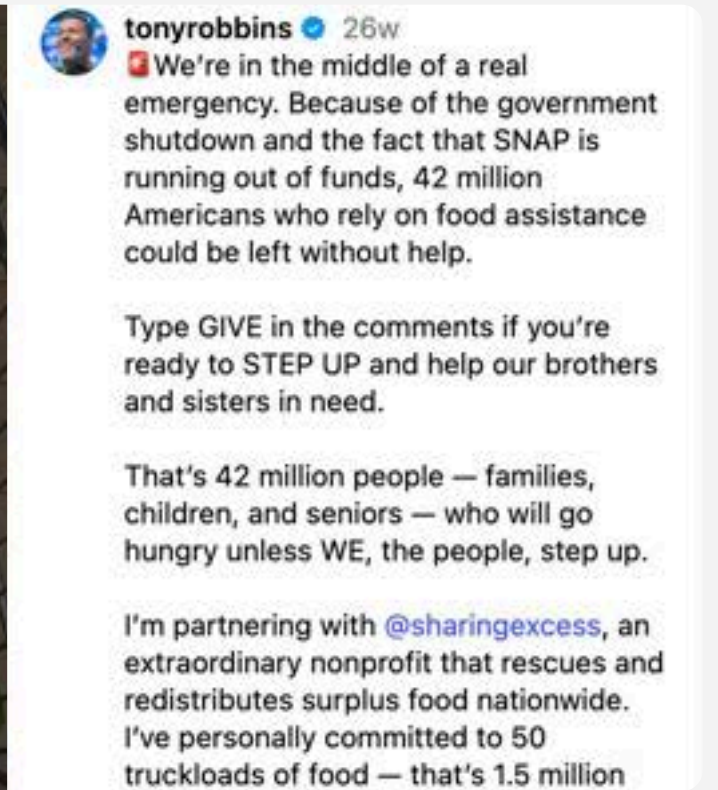 tonyrobbins 26w
🚨We're in the middle of a real
emergency. Because of the government
shutdown and the fact that SNAP is
running out of funds, 42 million
Americans who rely on food assistance
could be left without help.
Type GIVE in the comments if you're
ready to STEP UP and help our brothers
and sisters in need.
That's 42 million people — families,
children, and seniors — who will go
hungry unless WE, the people, step up.
I'm partnering with @sharingexcess, an
extraordinary nonprofit that rescues and
redistributes surplus food nationwide.
I've personally committed to 50
truckloads of food — that's 1.5 million